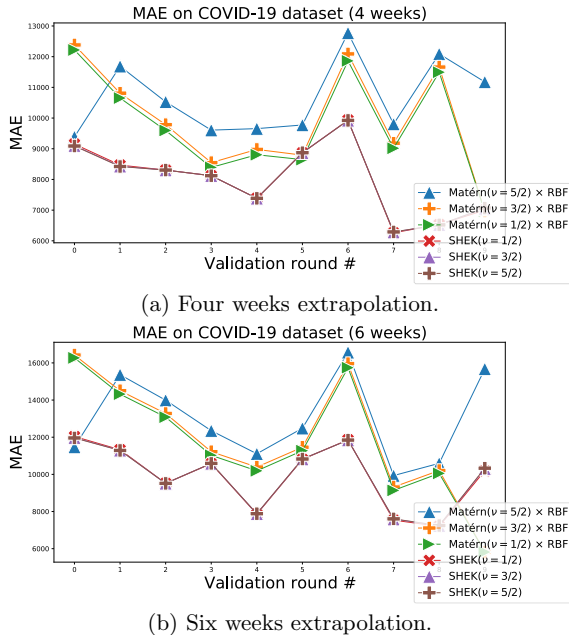 MAE on COVID-19 dataset (4 weeks)
13000
12000
11000
10000
9000
8000
7000
6000
MAE
0 1 2 3 4 5 6 7 8 9
Validation round #
Matérn(ν = 5/2) × RBF
Matérn(ν = 3/2) × RBF
Matérn(ν = 1/2) × RBF
SHEK(ν = 1/2)
SHEK(ν = 3/2)
SHEK(ν = 5/2)
(a) Four weeks extrapolation.
MAE on COVID-19 dataset (6 weeks)
16000
14000
12000
10000
8000
6000
MAE
0 1 2 3 4 5 6 7 8 9
Validation round #
Matérn(ν = 5/2) × RBF
Matérn(ν = 3/2) × RBF
Matérn(ν = 1/2) × RBF
SHEK(ν = 1/2)
SHEK(ν = 3/2)
SHEK(ν = 5/2)
(b) Six weeks extrapolation.